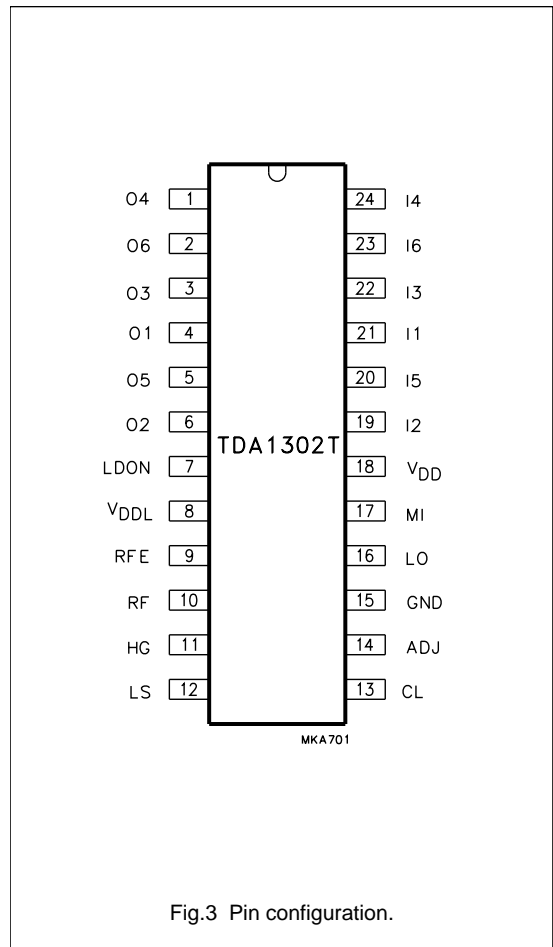 O4 1 24 I4
O6 2 23 I6
O3 3 22 I3
O1 4 21 I1
O5 5 20 I5
O2 6 19 I2
TDA1302T
LDON 7 18 VDD
VDDL 8 17 MI
RFE 9 16 LO
RF 10 15 GND
HG 11 14 ADJ
LS 12 13 CL
MKA701
Fig.3 Pin configuration.